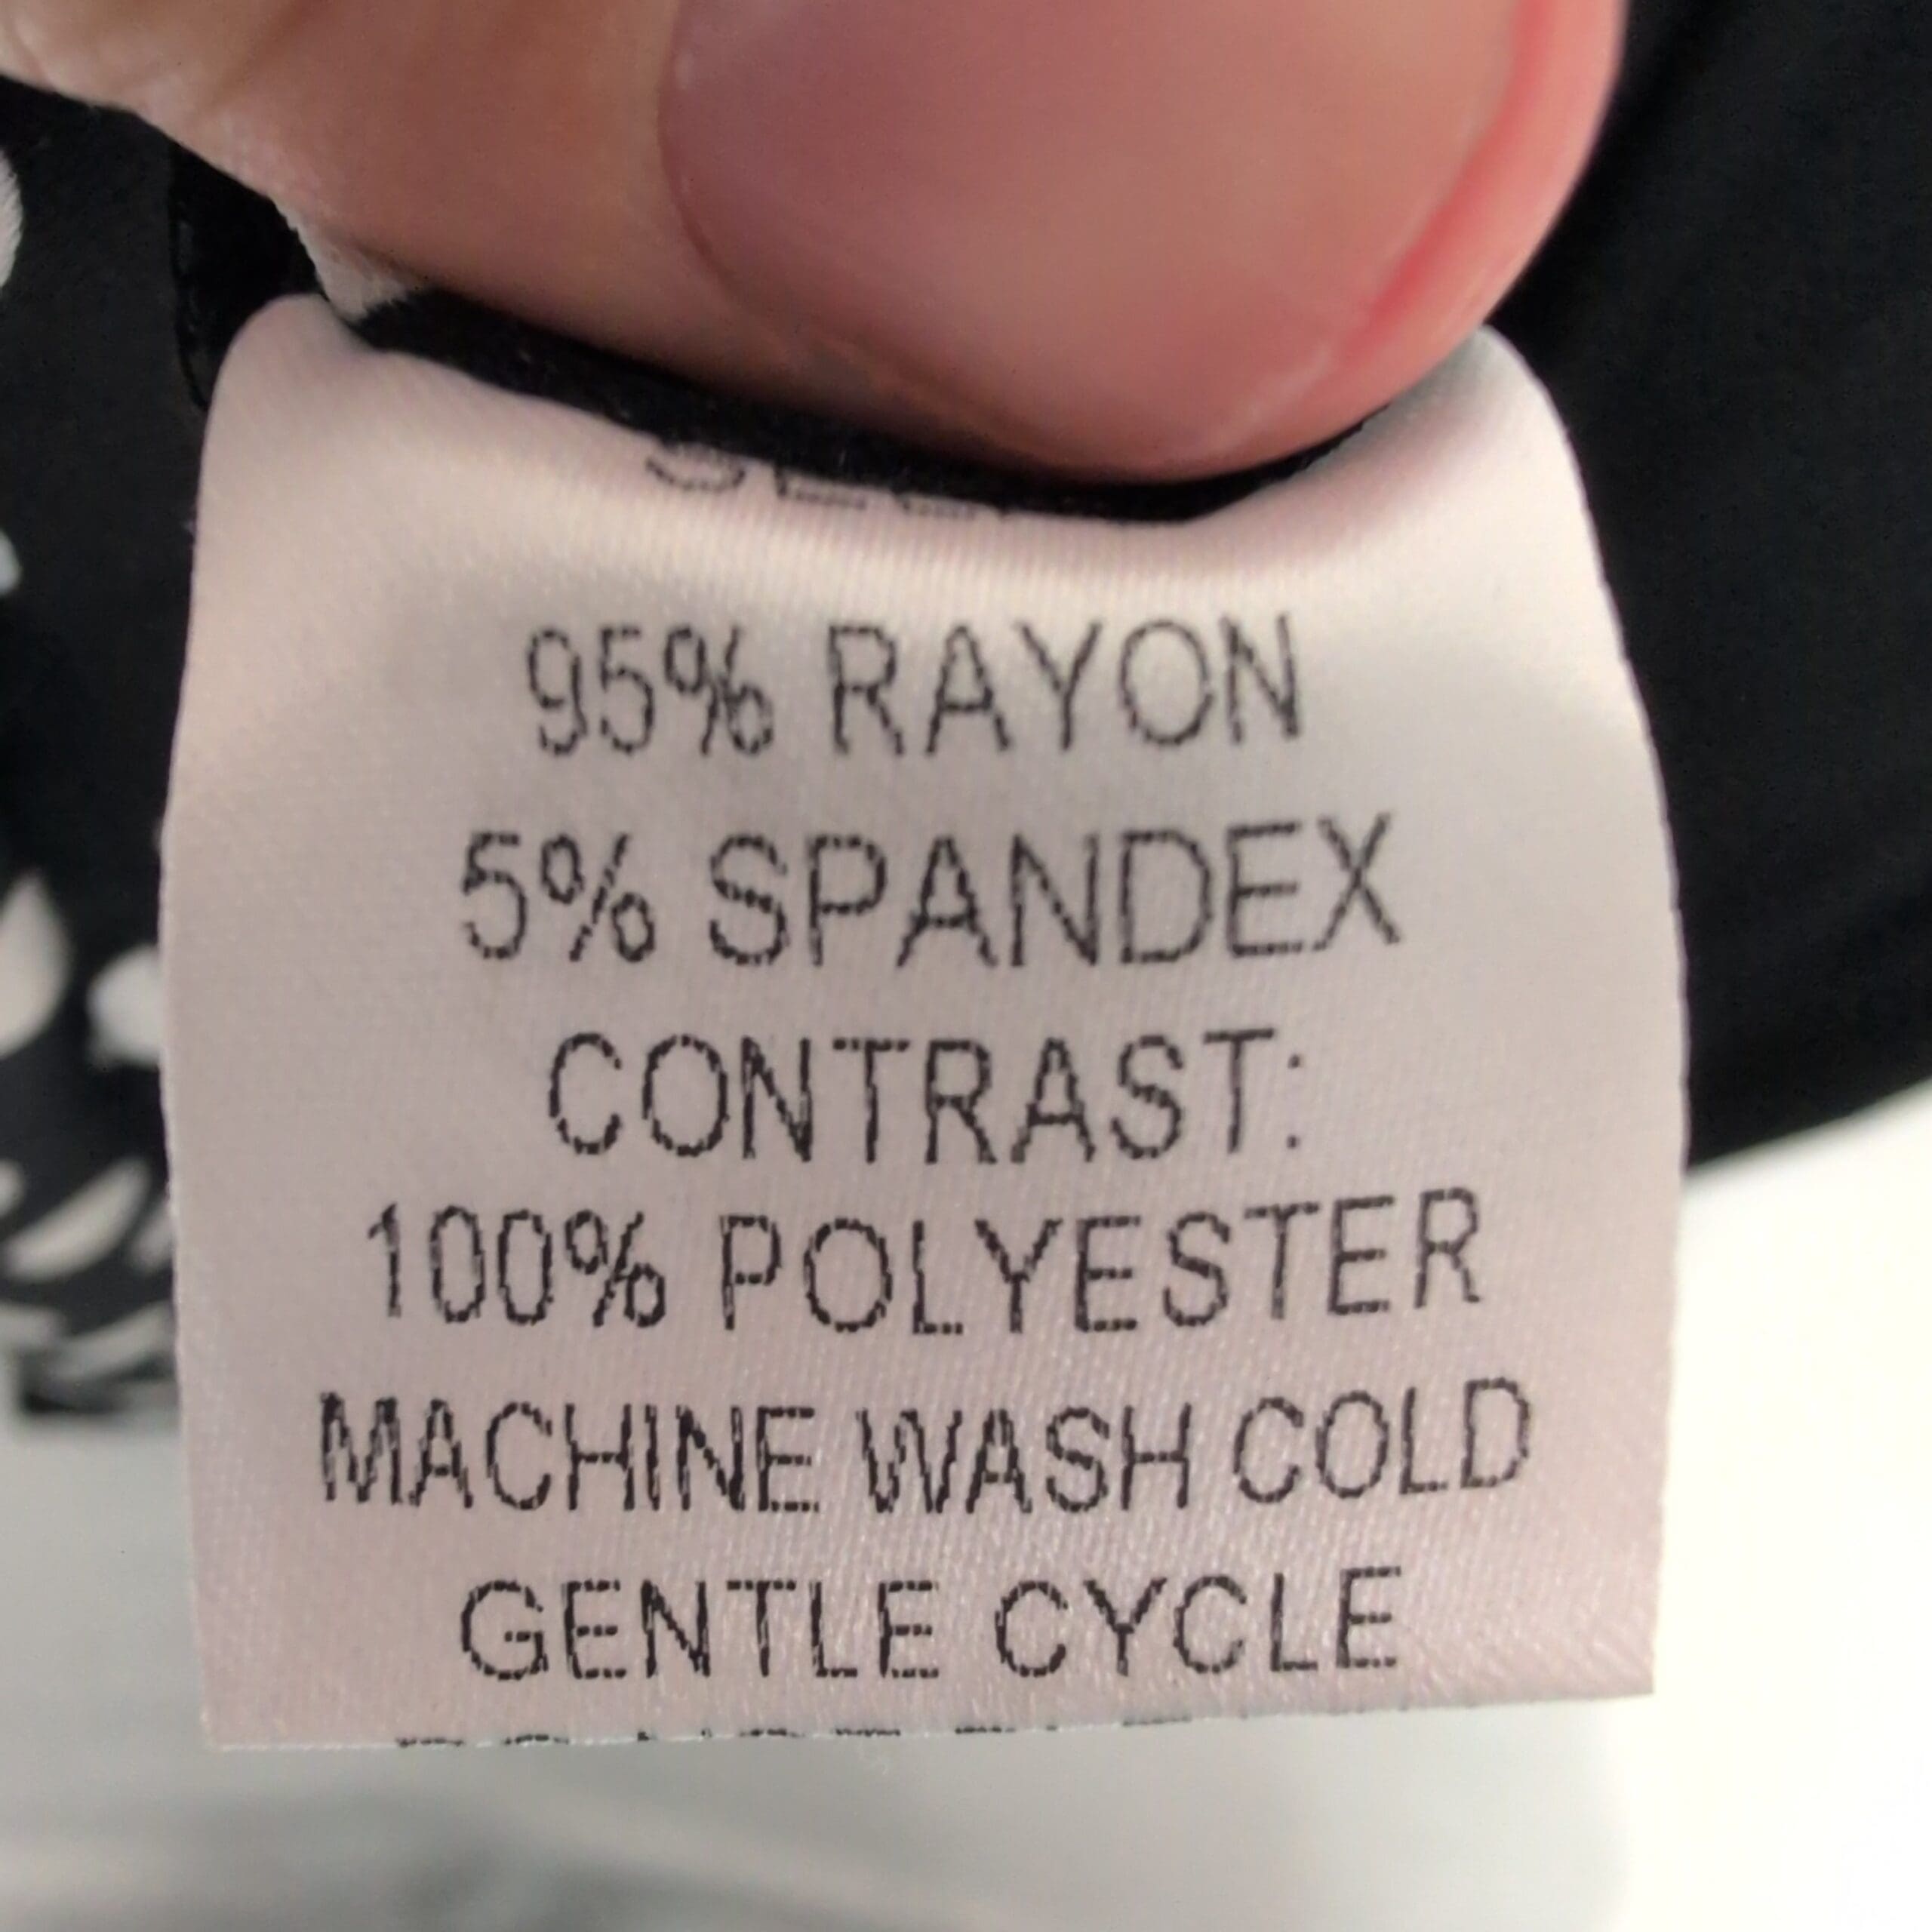 95% RAYON
5% SPANDEX
CONTRAST:
100% POLYESTER
MACHINE WASH COLD
GENTLE CYCLE